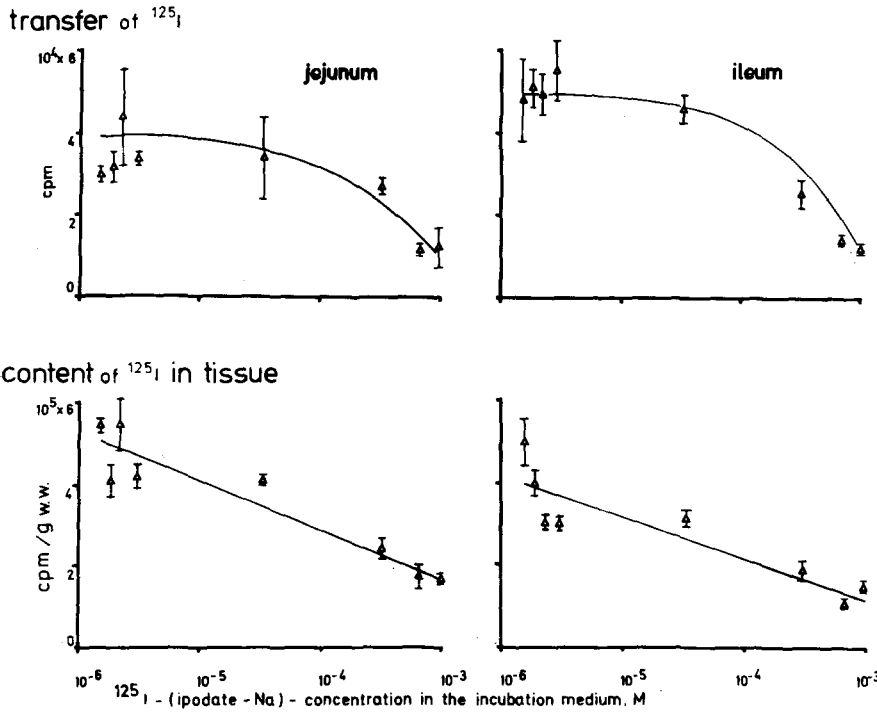 transfer of ¹²⁵I
10⁴× 6
4
2
0
cpm
jejunum
ileum
content of ¹²⁵I in tissue
10⁵× 6
4
2
0
cpm/g w.w.
10⁻⁶ 10⁻⁵ 10⁻⁴ 10⁻³
10⁻⁶ 10⁻⁵ 10⁻⁴ 10⁻³
¹²⁵I - (ipodate - Na) - concentration in the incubation medium, M